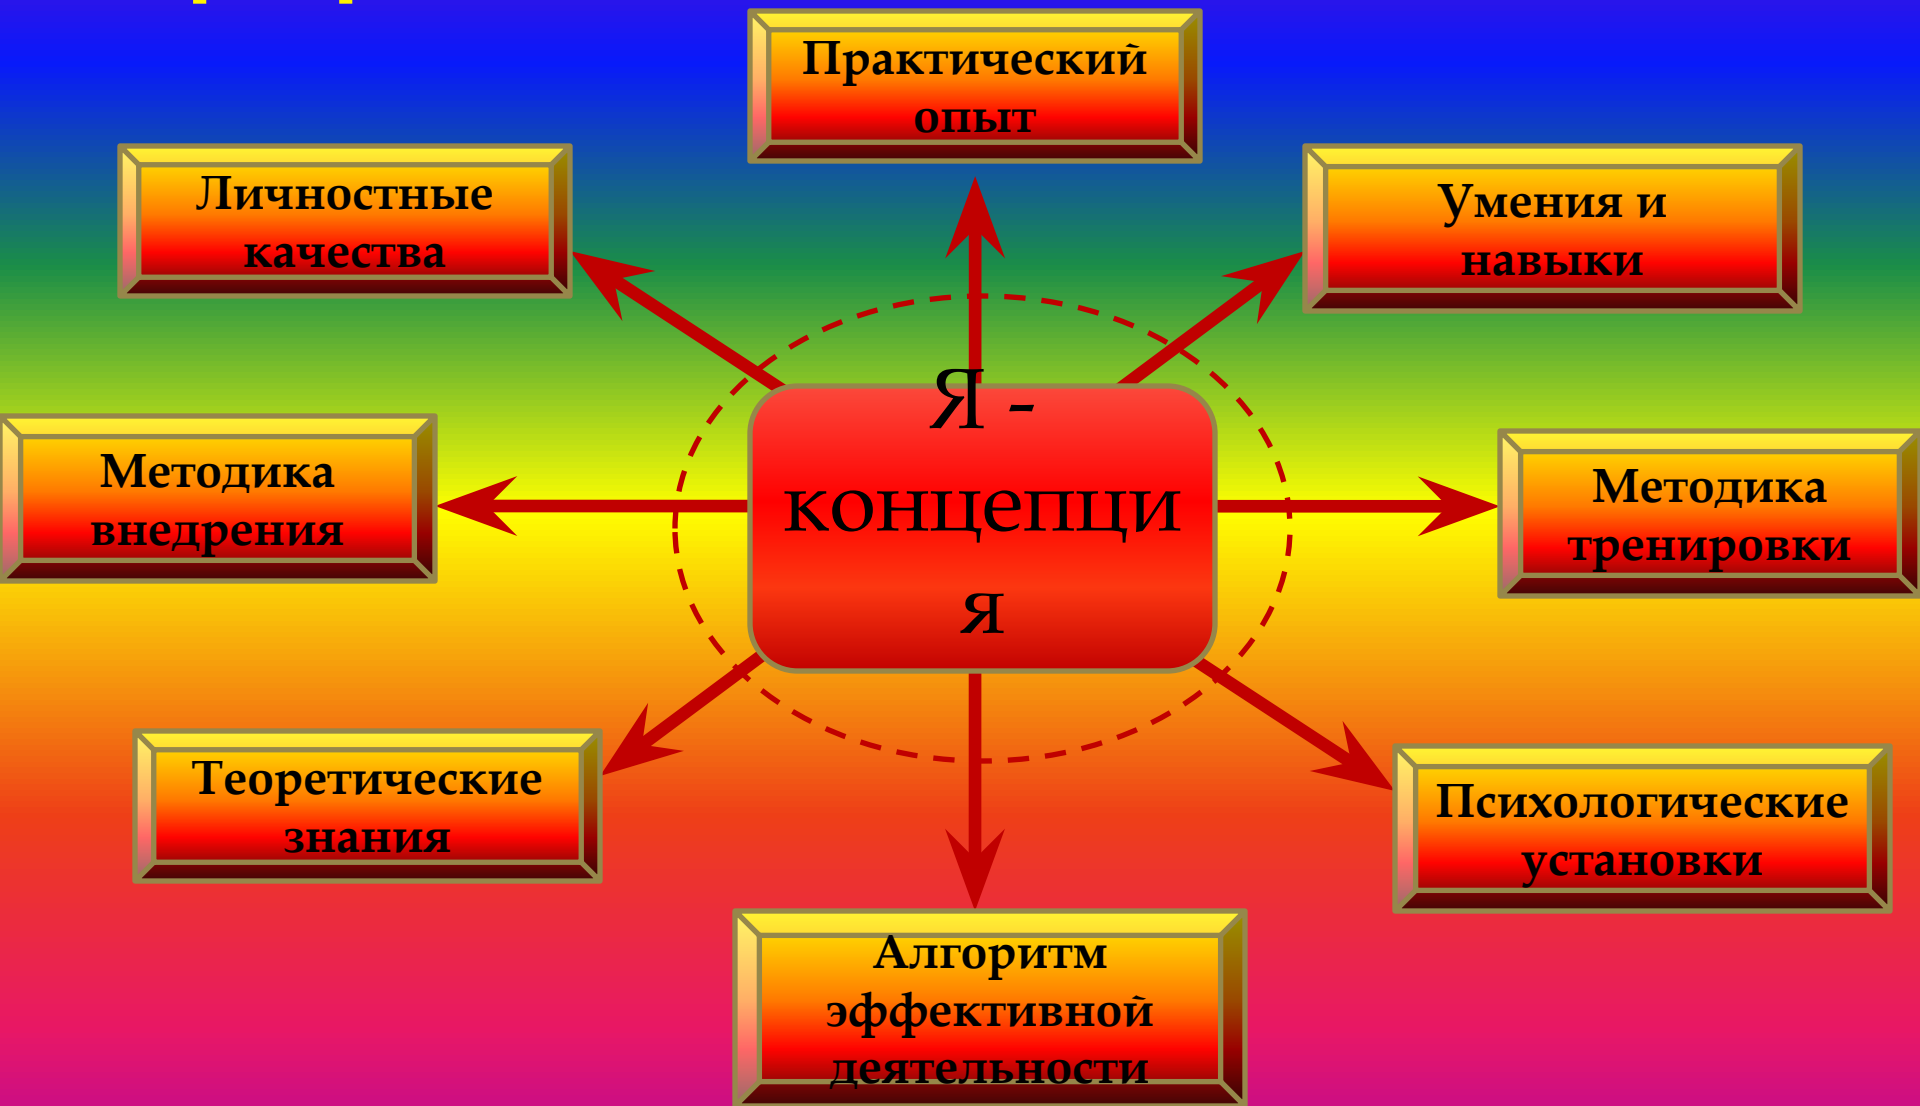 Практический
опыт
Личностные
качества
Умения и
навыки
Я -
концепци
я
Методика
внедрения
Методика
тренировки
Теоретические
знания
Психологические
установки
Алгоритм
эффективной
деятельности